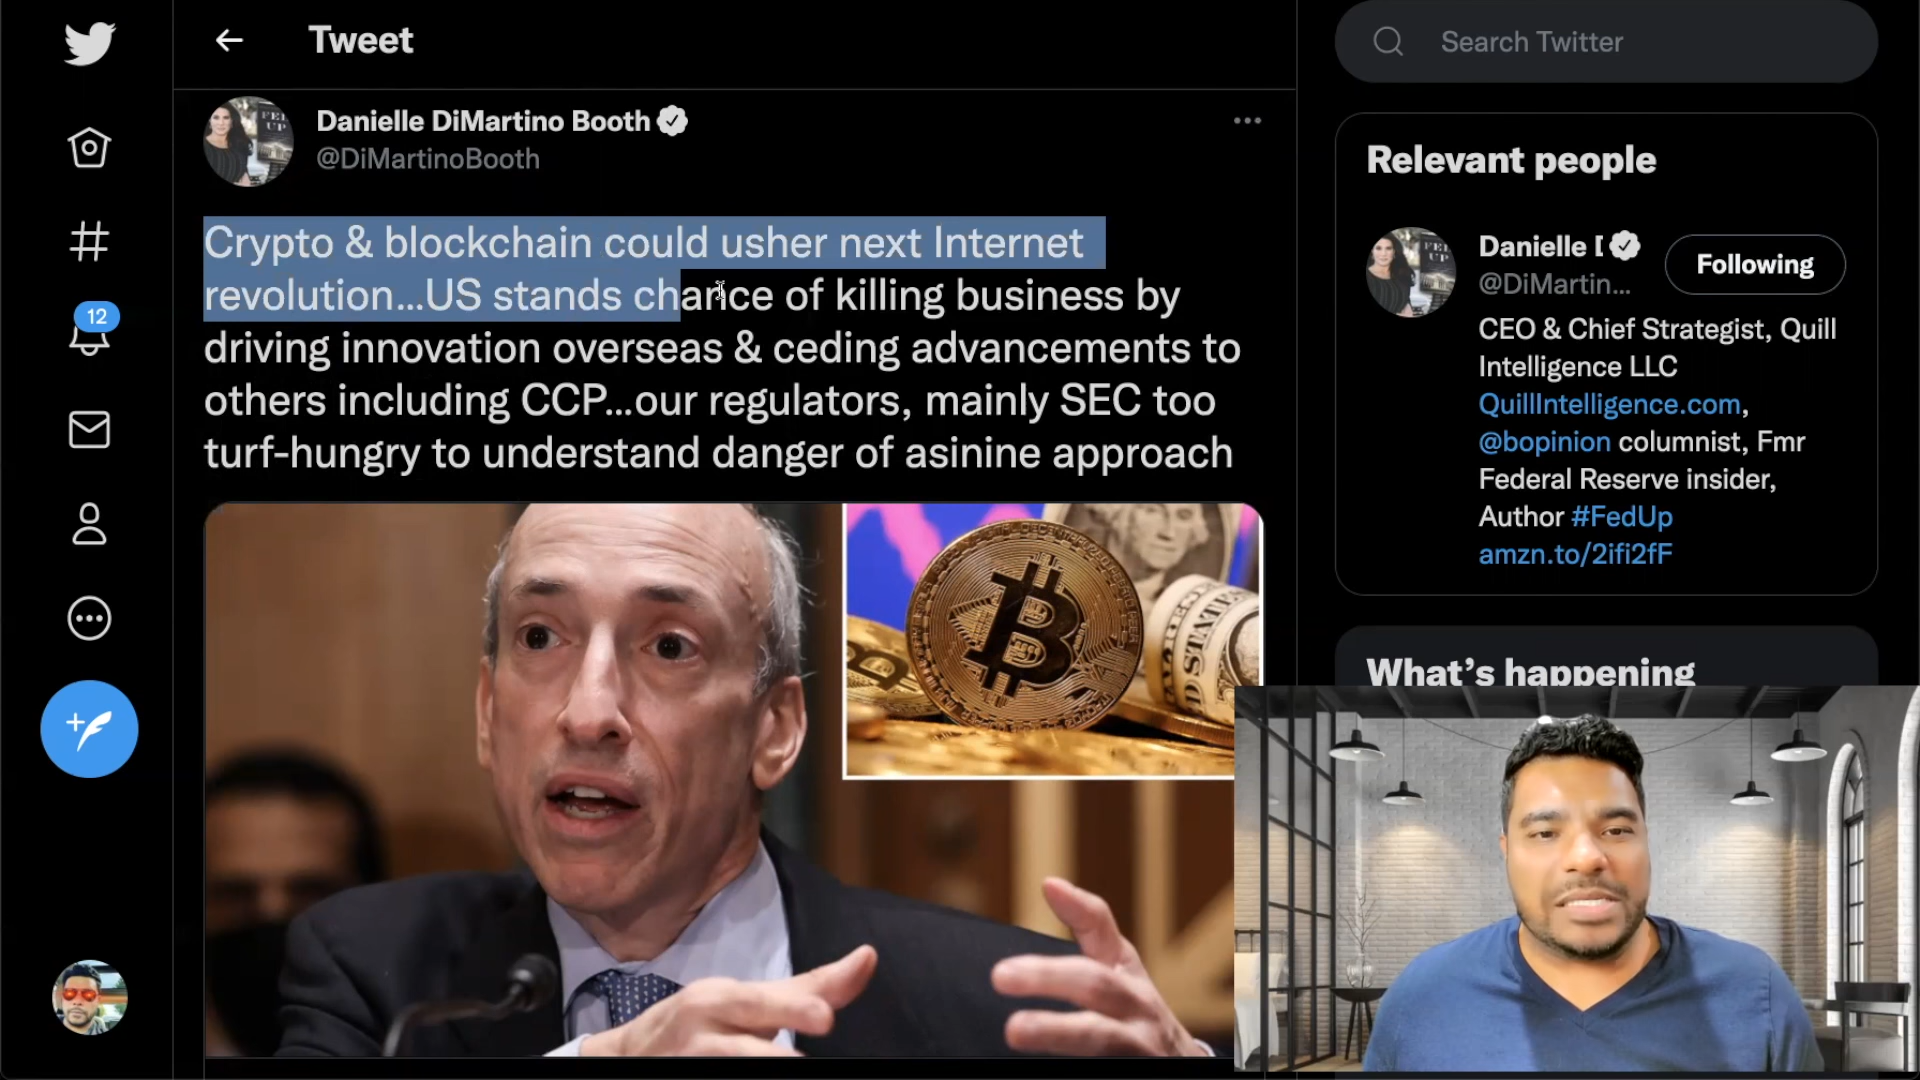 Tweet
Search Twitter
Danielle DiMartino Booth
@DiMartinoBooth
Crypto & blockchain could usher next Internet
revolution...US stands chance of killing business by
driving innovation overseas & ceding advancements to
others including CCP...our regulators, mainly SEC too
turf-hungry to understand danger of asinine approach
12
FED
UP
Relevant people
Danielle D
@DiMartin...
Following
CEO & Chief Strategist, Quill
Intelligence LLC
QuillIntelligence.com,
@bopinion columnist, Fmr
Federal Reserve insider,
Author #FedUp
amzn.to/2ifi2fF
What's happening